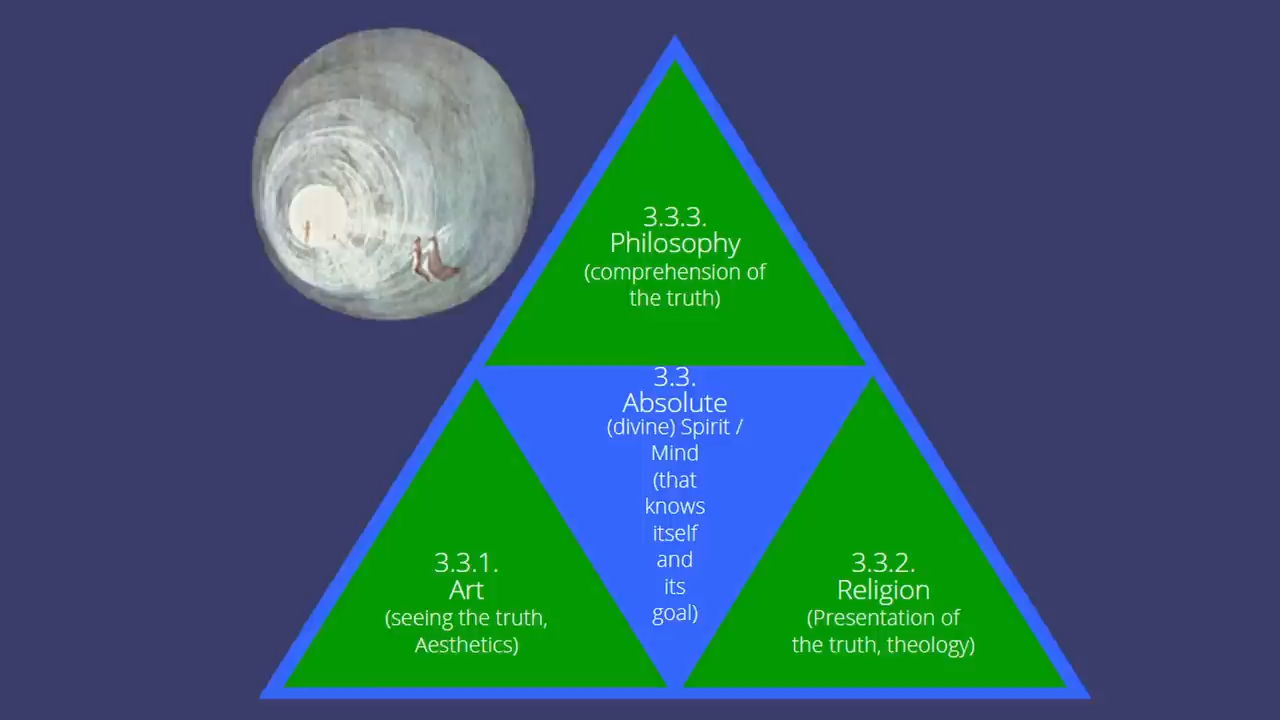 3.3.3.
Philosophy
(comprehension of
the truth)
3.3.
Absolute
(divine) Spirit /
Mind
(that
knows
itself
and
its
goal)
3.3.1.
Art
(seeing the truth,
Aesthetics)
3.3.2.
Religion
(Presentation of
the truth, theology)